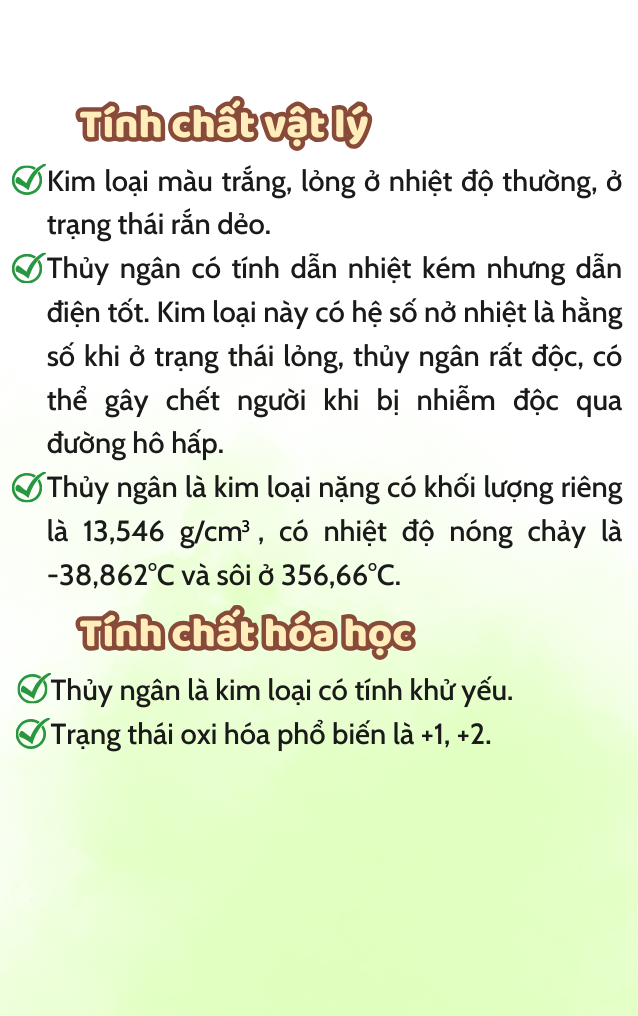 Tính chất vật lý
Kim loại màu trắng, lỏng ở nhiệt độ thường, ở
trạng thái rắn dẻo.
Thủy ngân có tính dẫn nhiệt kém nhưng dẫn
điện tốt. Kim loại này có hệ số nở nhiệt là hằng
số khi ở trạng thái lỏng, thủy ngân rất độc, có
thể gây chết người khi bị nhiễm độc qua
đường hô hấp.
Thủy ngân là kim loại nặng có khối lượng riêng
là 13,546 g/cm³ , có nhiệt độ nóng chảy là
-38,862°C và sôi ở 356,66°C.
Tính chất hóa học
Thủy ngân là kim loại có tính khử yếu.
Trạng thái oxi hóa phổ biến là +1, +2.